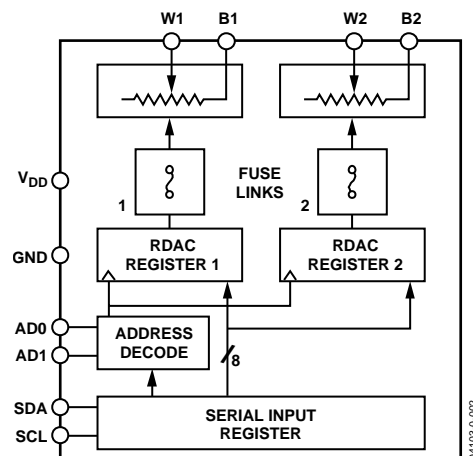 W1 B1 W2 B2
V_DD
FUSE
LINKS
1
2
GND
RDAC
REGISTER 1
RDAC
REGISTER 2
AD0
AD1
ADDRESS
DECODE
8
SDA
SCL
SERIAL INPUT
REGISTER